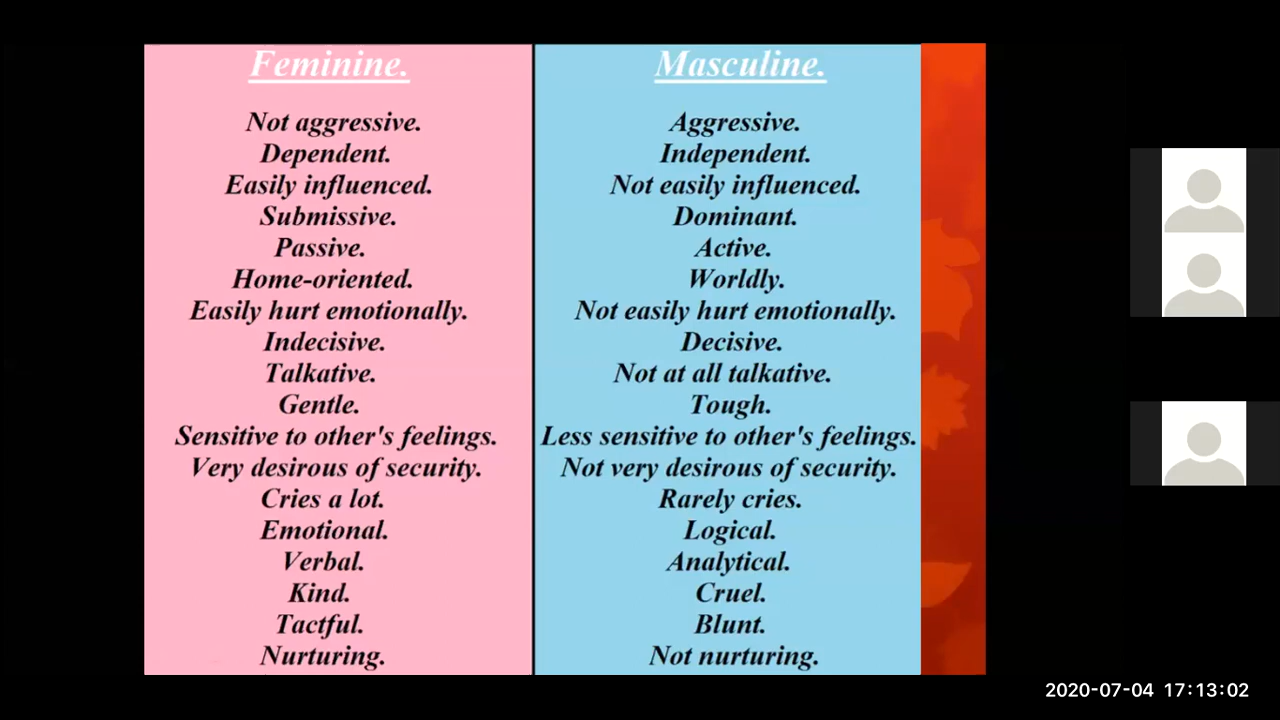 Feminine.
Not aggressive.
Dependent.
Easily influenced.
Submissive.
Passive.
Home-oriented.
Easily hurt emotionally.
Indecisive.
Talkative.
Gentle.
Sensitive to other's feelings.
Very desirous of security.
Cries a lot.
Emotional.
Verbal.
Kind.
Tactful.
Nurturing.
Masculine.
Aggressive.
Independent.
Not easily influenced.
Dominant.
Active.
Worldly.
Not easily hurt emotionally.
Decisive.
Not at all talkative.
Tough.
Less sensitive to other's feelings.
Not very desirous of security.
Rarely cries.
Logical.
Analytical.
Cruel.
Blunt.
Not nurturing.
2020-07-04 17:13:02